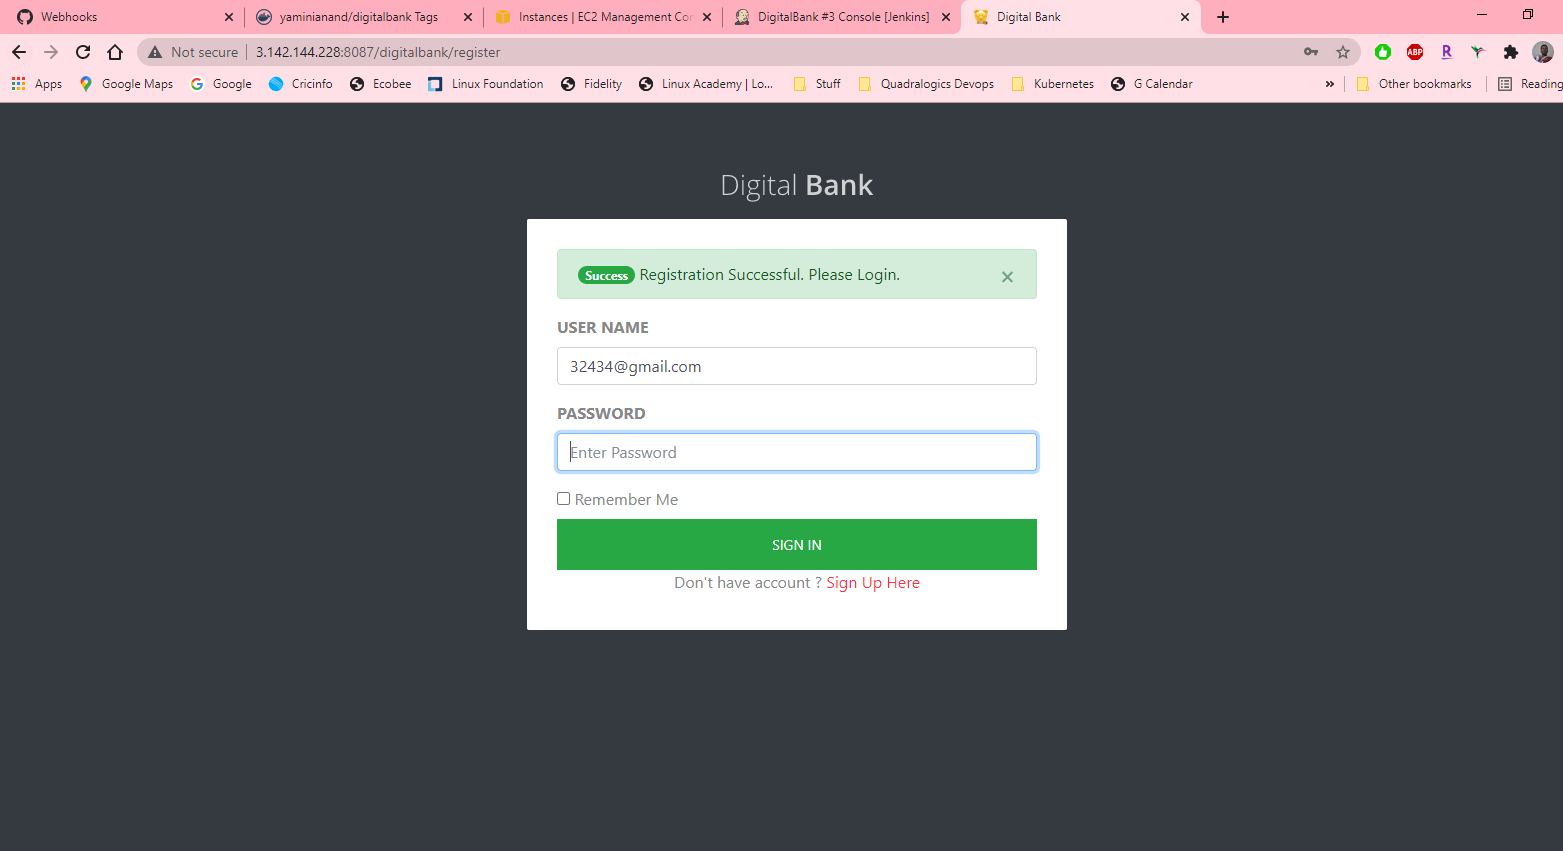 Webhooks
yaminianand/digitalbank Tags
Instances | EC2 Management Cor
DigitalBank #3 Console [Jenkins]
Digital Bank
Not secure
3.142.144.228:8087/digitalbank/register
ABP
R
Apps
Google Maps
G
Google
Cricinfo
Ecobee
Linux Foundation
Fidelity
Linux Academy | Lo...
Stuff
Quadralogics Devops
Kubernetes
G Calendar
»
Other bookmarks
Reading
Digital Bank
Success Registration Successful. Please Login.
×
USER NAME
32434@gmail.com
PASSWORD
Enter Password
Remember Me
SIGN IN
Don't have account ? Sign Up Here